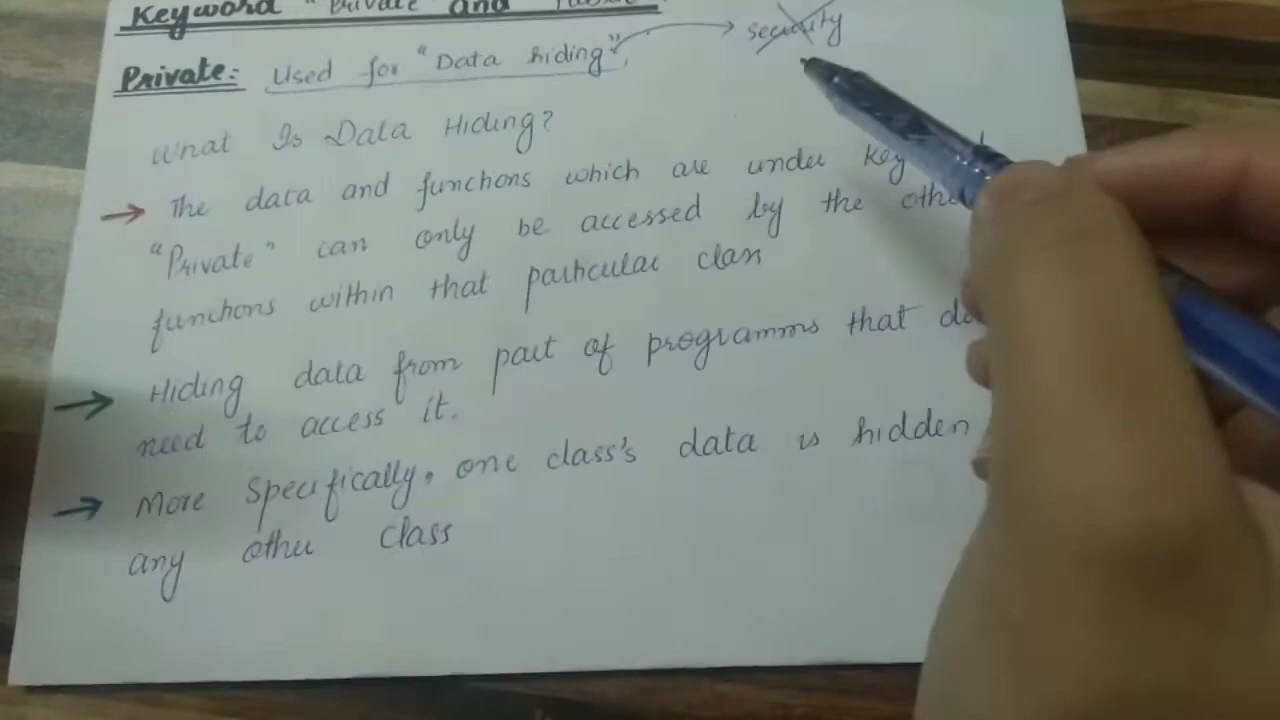 Keyword "Private" and
Private: Used for "Data hiding" → security
What Is Data Hiding?
→ The data and functions which are under
"Private" can only be accessed by the
functions within that particular class
→ Hiding data from part of programms that
need to access it.
→ More Specifically, one class's data is hidden
any other class